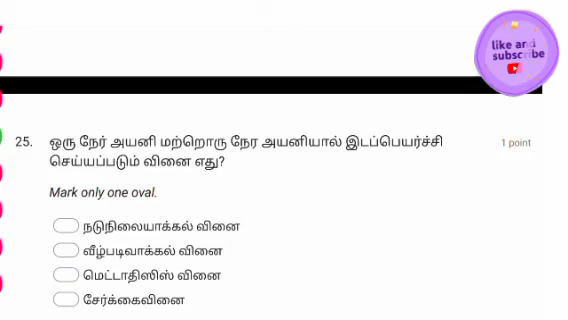 like and
subscribe
25. ஒரு நேர் அயனி மற்றொரு நேர அயனியால் இடப்பெயர்ச்சி 1 point
செய்யப்படும் வினை எது?
Mark only one oval.
நடுநிலையாக்கல் வினை
வீழ்படிவாக்கல் வினை
மெட்டாதிஸிஸ் வினை
சேர்க்கைவினை